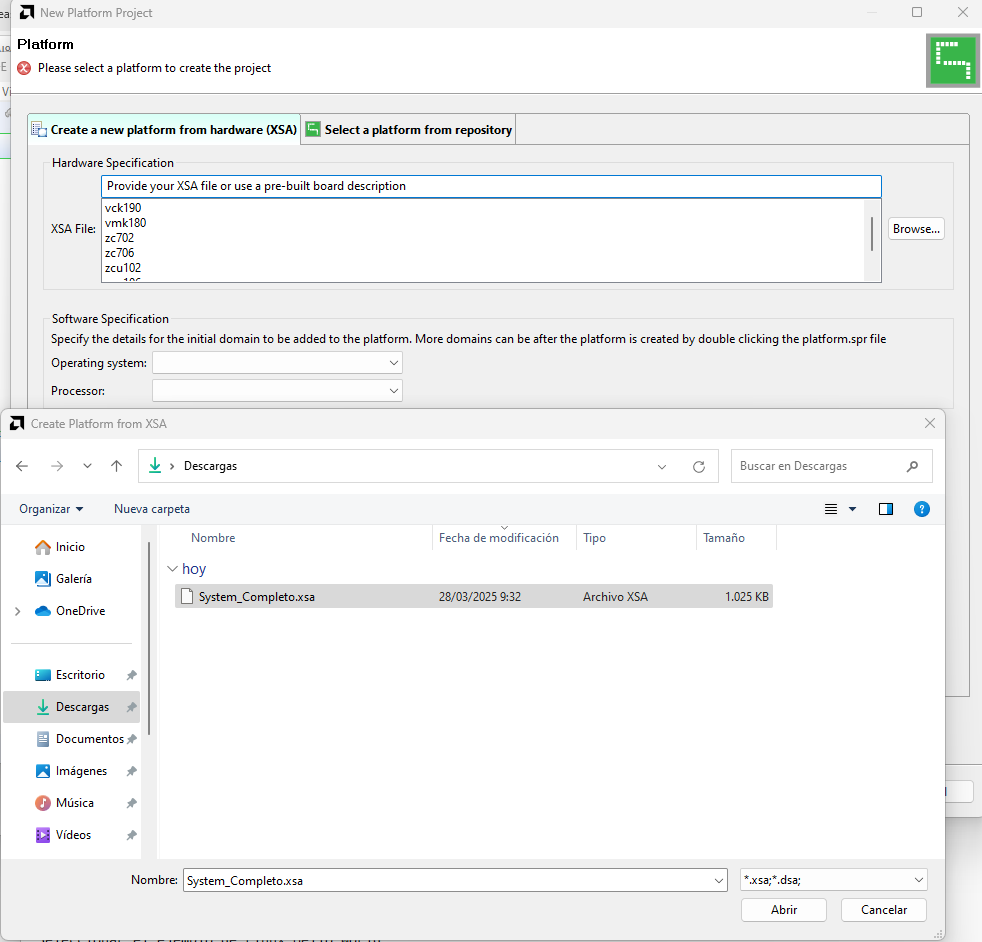 New Platform Project
Platform
Please select a platform to create the project
Create a new platform from hardware (XSA)
Select a platform from repository
Hardware Specification
Provide your XSA file or use a pre-built board description
XSA File:
vck190
vmk180
zc702
zc706
zcu102
Browse...
Software Specification
Specify the details for the initial domain to be added to the platform. More domains can be after the platform is created by double clicking the platform.spr file
Operating system:
Processor:
Create Platform from XSA
Descargas
Buscar en Descargas
Organizar
Nueva carpeta
Inicio
Galería
OneDrive
Escritorio
Descargas
Documentos
Imágenes
Música
Vídeos
Nombre Fecha de modificación Tipo Tamaño
hoy
System_Completo.xsa 28/03/2025 9:32 Archivo XSA 1.025 KB
Nombre: System_Completo.xsa
*.xsa;*.dsa;
Abrir
Cancelar